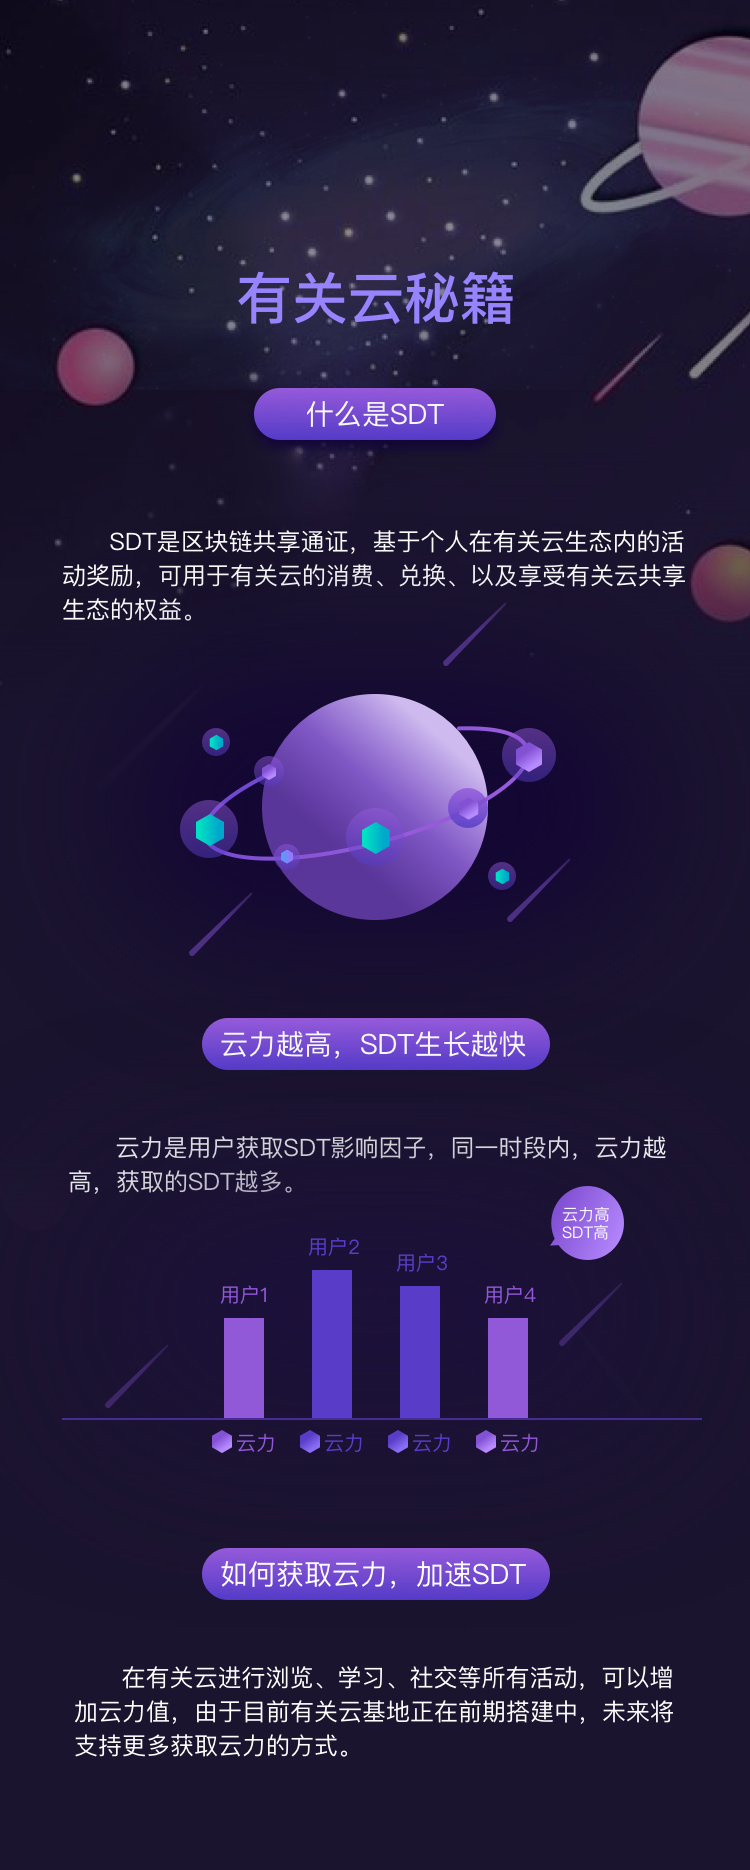 有关云秘籍
什么是SDT
SDT是区块链共享通证，基于个人在有关云生态内的活
动奖励，可用于有关云的消费、兑换、以及享受有关云共享
生态的权益。
云力越高，SDT生长越快
云力是用户获取SDT影响因子，同一时段内，云力越
高，获取的SDT越多。
云力高
SDT高
用户2
用户3
用户1
用户4
云力
云力
云力
云力
如何获取云力，加速SDT
在有关云进行浏览、学习、社交等所有活动，可以增
加云力值，由于目前有关云基地正在前期搭建中，未来将
支持更多获取云力的方式。